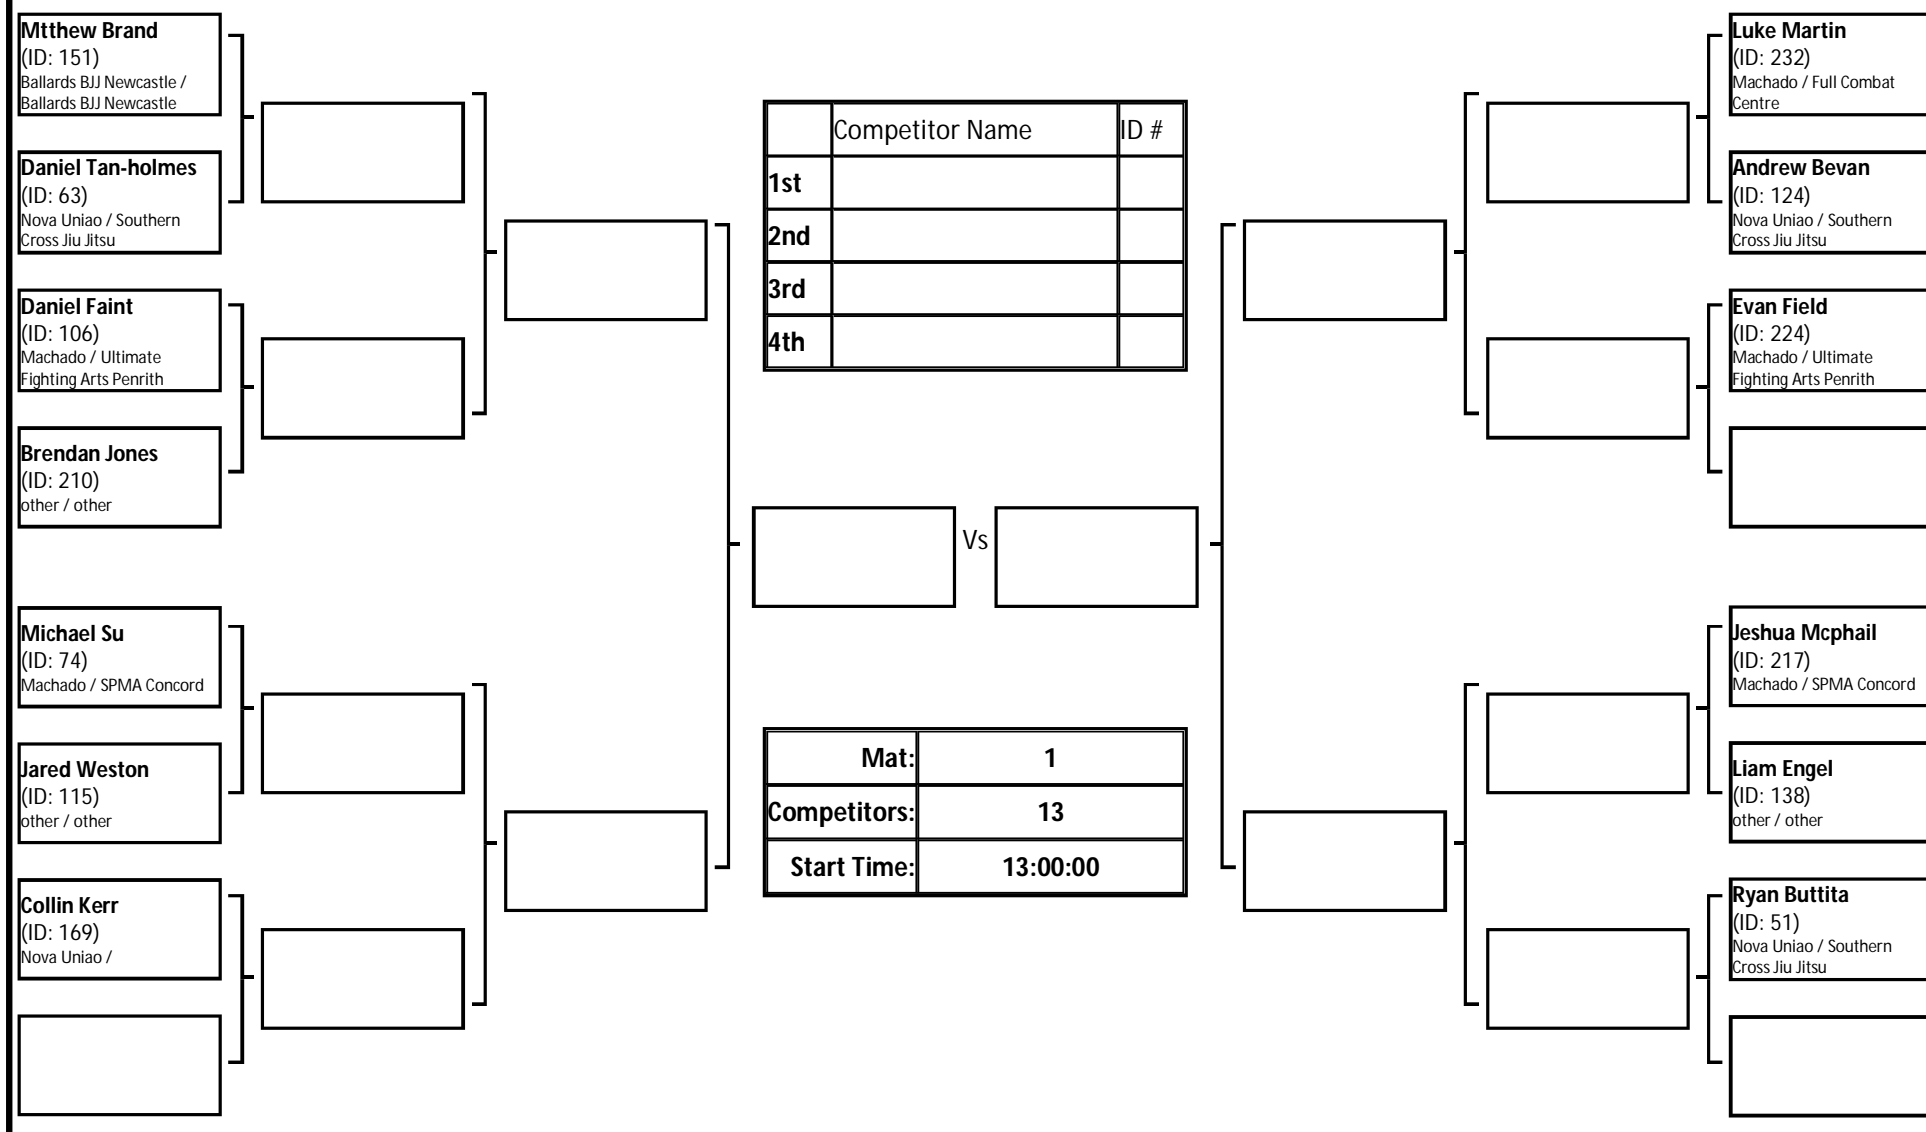 Mtthew Brand
(ID: 151)
Ballards BJJ Newcastle /
Ballards BJJ Newcastle
Daniel Tan-holmes
(ID: 63)
Nova Uniao / Southern
Cross Jiu Jitsu
Daniel Faint
(ID: 106)
Machado / Ultimate
Fighting Arts Penrith
Brendan Jones
(ID: 210)
other / other
Michael Su
(ID: 74)
Machado / SPMA Concord
Jared Weston
(ID: 115)
other / other
Collin Kerr
(ID: 169)
Nova Uniao /
Competitor Name ID #
1st
2nd
3rd
4th
Vs
Mat: 1
Competitors: 13
Start Time: 13:00:00
Luke Martin
(ID: 232)
Machado / Full Combat
Centre
Andrew Bevan
(ID: 124)
Nova Uniao / Southern
Cross Jiu Jitsu
Evan Field
(ID: 224)
Machado / Ultimate
Fighting Arts Penrith
Jeshua Mcphail
(ID: 217)
Machado / SPMA Concord
Liam Engel
(ID: 138)
other / other
Ryan Buttita
(ID: 51)
Nova Uniao / Southern
Cross Jiu Jitsu